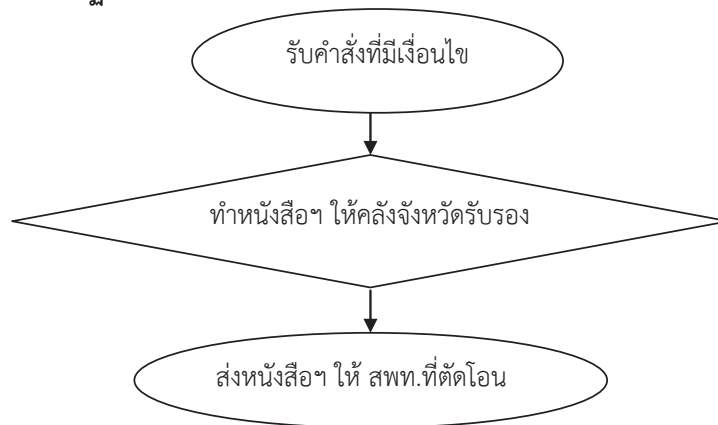 รับคำสั่งที่มีเงื่อนไข
ทำหนังสือฯ ให้คลังจังหวัดรับรอง
ส่งหนังสือฯ ให้ สพท.ที่ตัดโอน